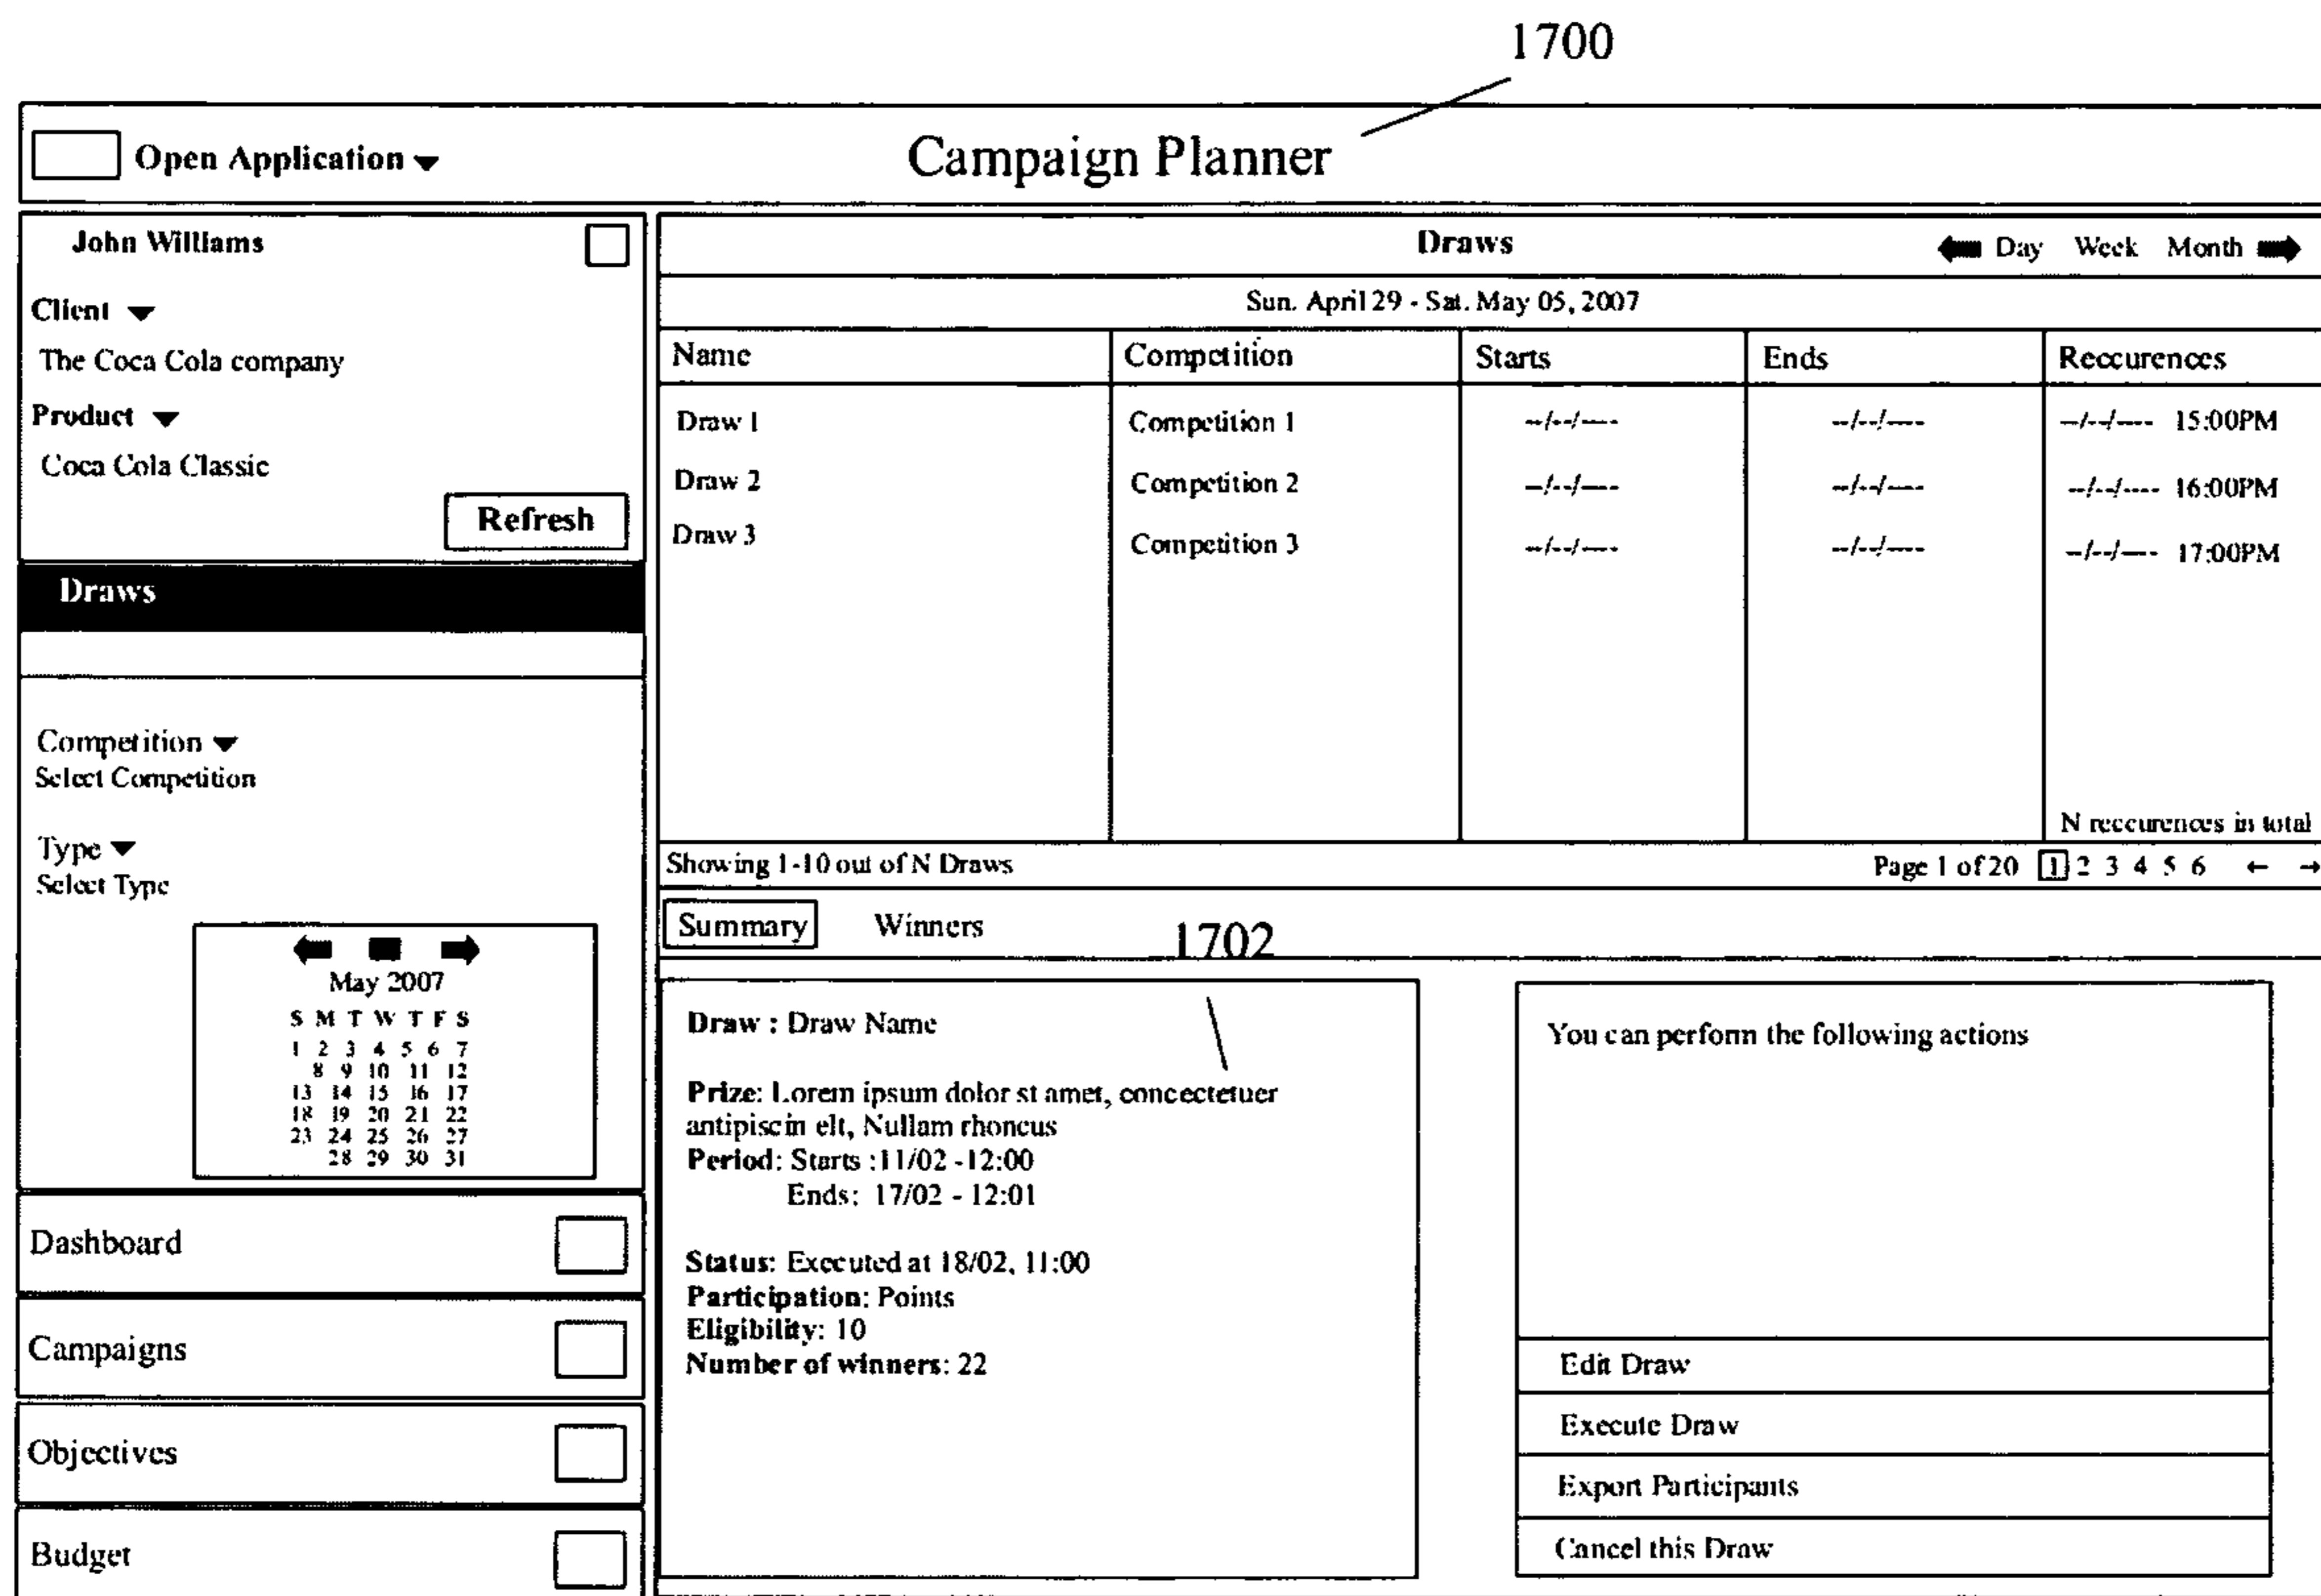 1700
Open Application
Campaign Planner
John Williams
Client
The Coca Cola company
Product
Coca Cola Classic
Refresh
Draws
Competition
Select Competition
Type
Select Type
May 2007
S M T W T F S
1 2 3 4 5 6 7
8 9 10 11 12
13 14 15 16 17
18 19 20 21 22
23 24 25 26 27
28 29 30 31
Dashboard
Campaigns
Objectives
Budget
Draws
Day Week Month
Sun. April 29 - Sat. May 05, 2007
Name Competition Starts Ends Reccurences
Draw 1 Competition 1 --/--/---- --/--/---- --/--/---- 15:00PM
Draw 2 Competition 2 --/--/---- --/--/---- --/--/---- 16:00PM
Draw 3 Competition 3 --/--/---- --/--/---- --/--/---- 17:00PM
N reccurences in total
Showing 1-10 out of N Draws Page 1 of 20 1 2 3 4 5 6 ← →
Summary Winners
1702
Draw : Draw Name
Prize: Lorem ipsum dolor st amet, concectetuer
antipiscin elt, Nullam rhoncus
Period: Starts :11/02 -12:00
Ends: 17/02 - 12:01
Status: Executed at 18/02, 11:00
Participation: Points
Eligibility: 10
Number of winners: 22
You can perform the following actions
Edit Draw
Execute Draw
Export Participants
Cancel this Draw